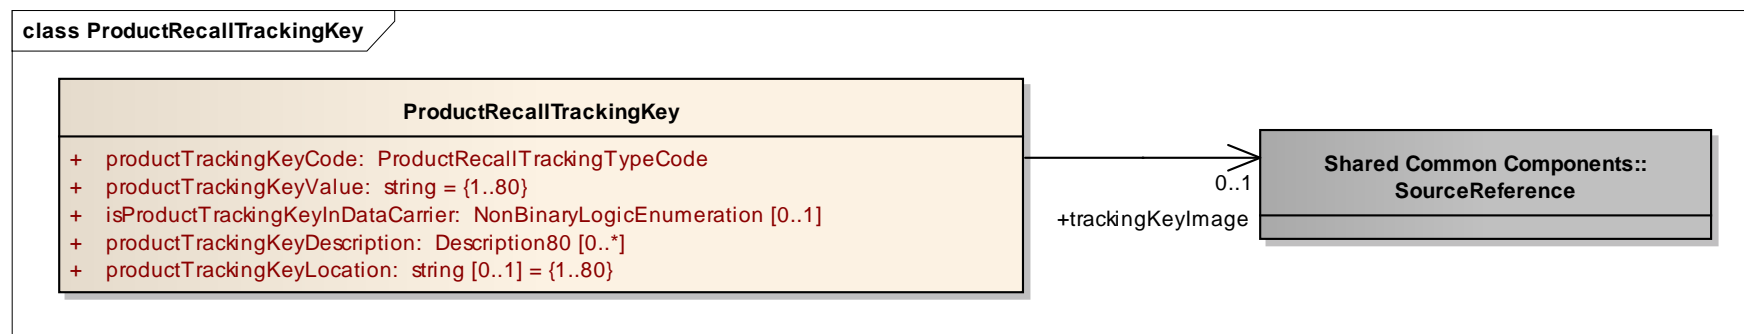 class ProductRecallTrackingKey
ProductRecallTrackingKey
+ productTrackingKeyCode: ProductRecallTrackingTypeCode
+ productTrackingKeyValue: string = {1..80}
+ isProductTrackingKeyInDataCarrier: NonBinaryLogicEnumeration [0..1]
+ productTrackingKeyDescription: Description80 [0..*]
+ productTrackingKeyLocation: string [0..1] = {1..80}
0..1
+trackingKeyImage
Shared Common Components::
SourceReference